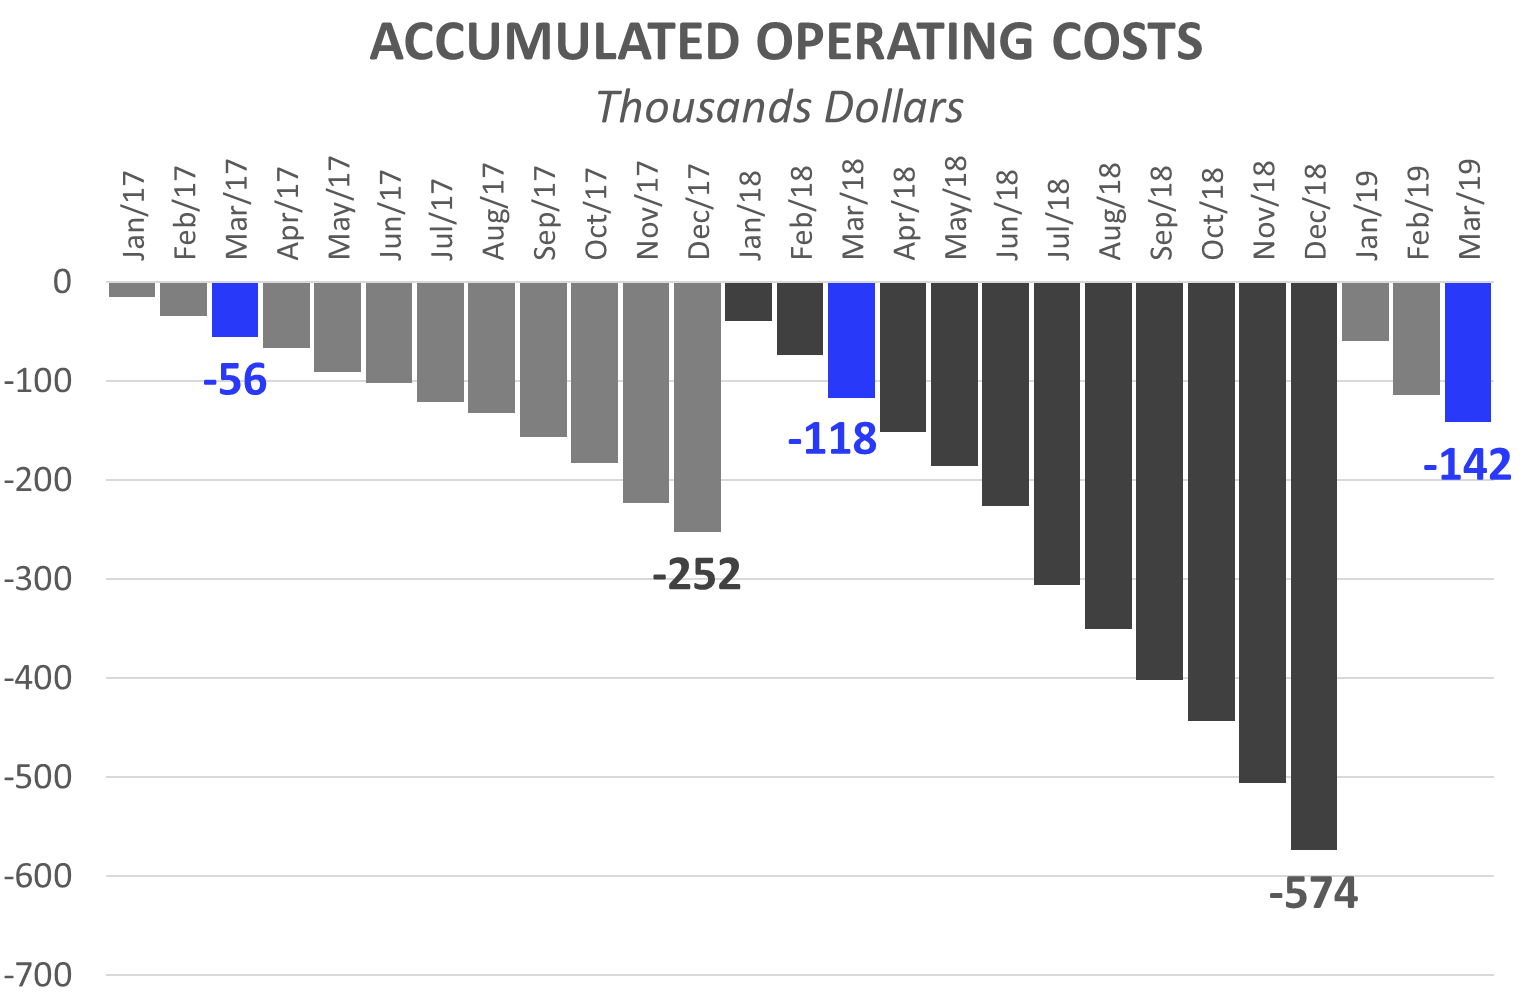 ACCUMULATED OPERATING COSTS
Thousands Dollars
Jan/17
Feb/17
Mar/17
Apr/17
May/17
Jun/17
Jul/17
Aug/17
Sep/17
Oct/17
Nov/17
Dec/17
Jan/18
Feb/18
Mar/18
Apr/18
May/18
Jun/18
Jul/18
Aug/18
Sep/18
Oct/18
Nov/18
Dec/18
Jan/19
Feb/19
Mar/19
0
-100
-200
-300
-400
-500
-600
-700
-56
-252
-118
-574
-142